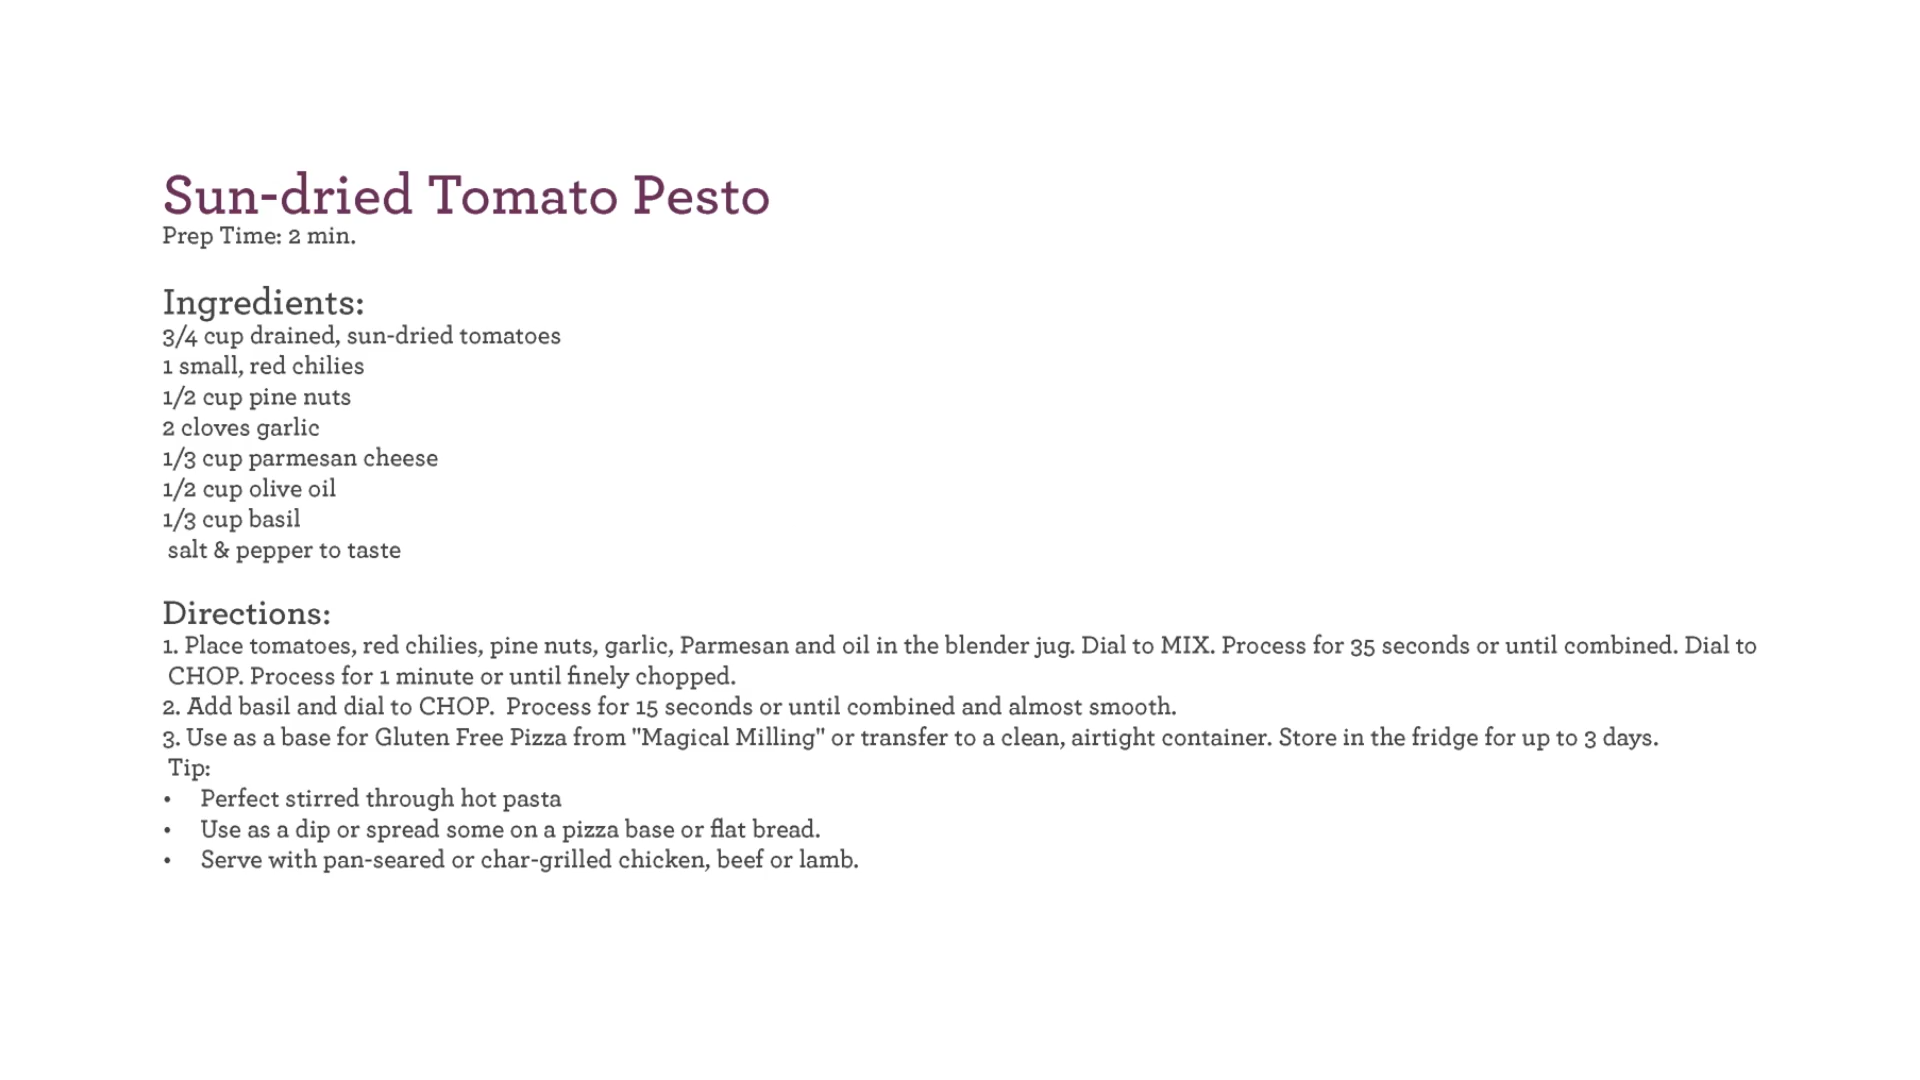 Sun-dried Tomato Pesto
Prep Time: 2 min.
Ingredients:
3/4 cup drained, sun-dried tomatoes
1 small, red chilies
1/2 cup pine nuts
2 cloves garlic
1/3 cup parmesan cheese
1/2 cup olive oil
1/3 cup basil
salt & pepper to taste
Directions:
1. Place tomatoes, red chilies, pine nuts, garlic, Parmesan and oil in the blender jug. Dial to MIX. Process for 35 seconds or until combined. Dial to
CHOP. Process for 1 minute or until finely chopped.
2. Add basil and dial to CHOP.  Process for 15 seconds or until combined and almost smooth.
3. Use as a base for Gluten Free Pizza from "Magical Milling" or transfer to a clean, airtight container. Store in the fridge for up to 3 days.
Tip:
• Perfect stirred through hot pasta
• Use as a dip or spread some on a pizza base or flat bread.
• Serve with pan-seared or char-grilled chicken, beef or lamb.